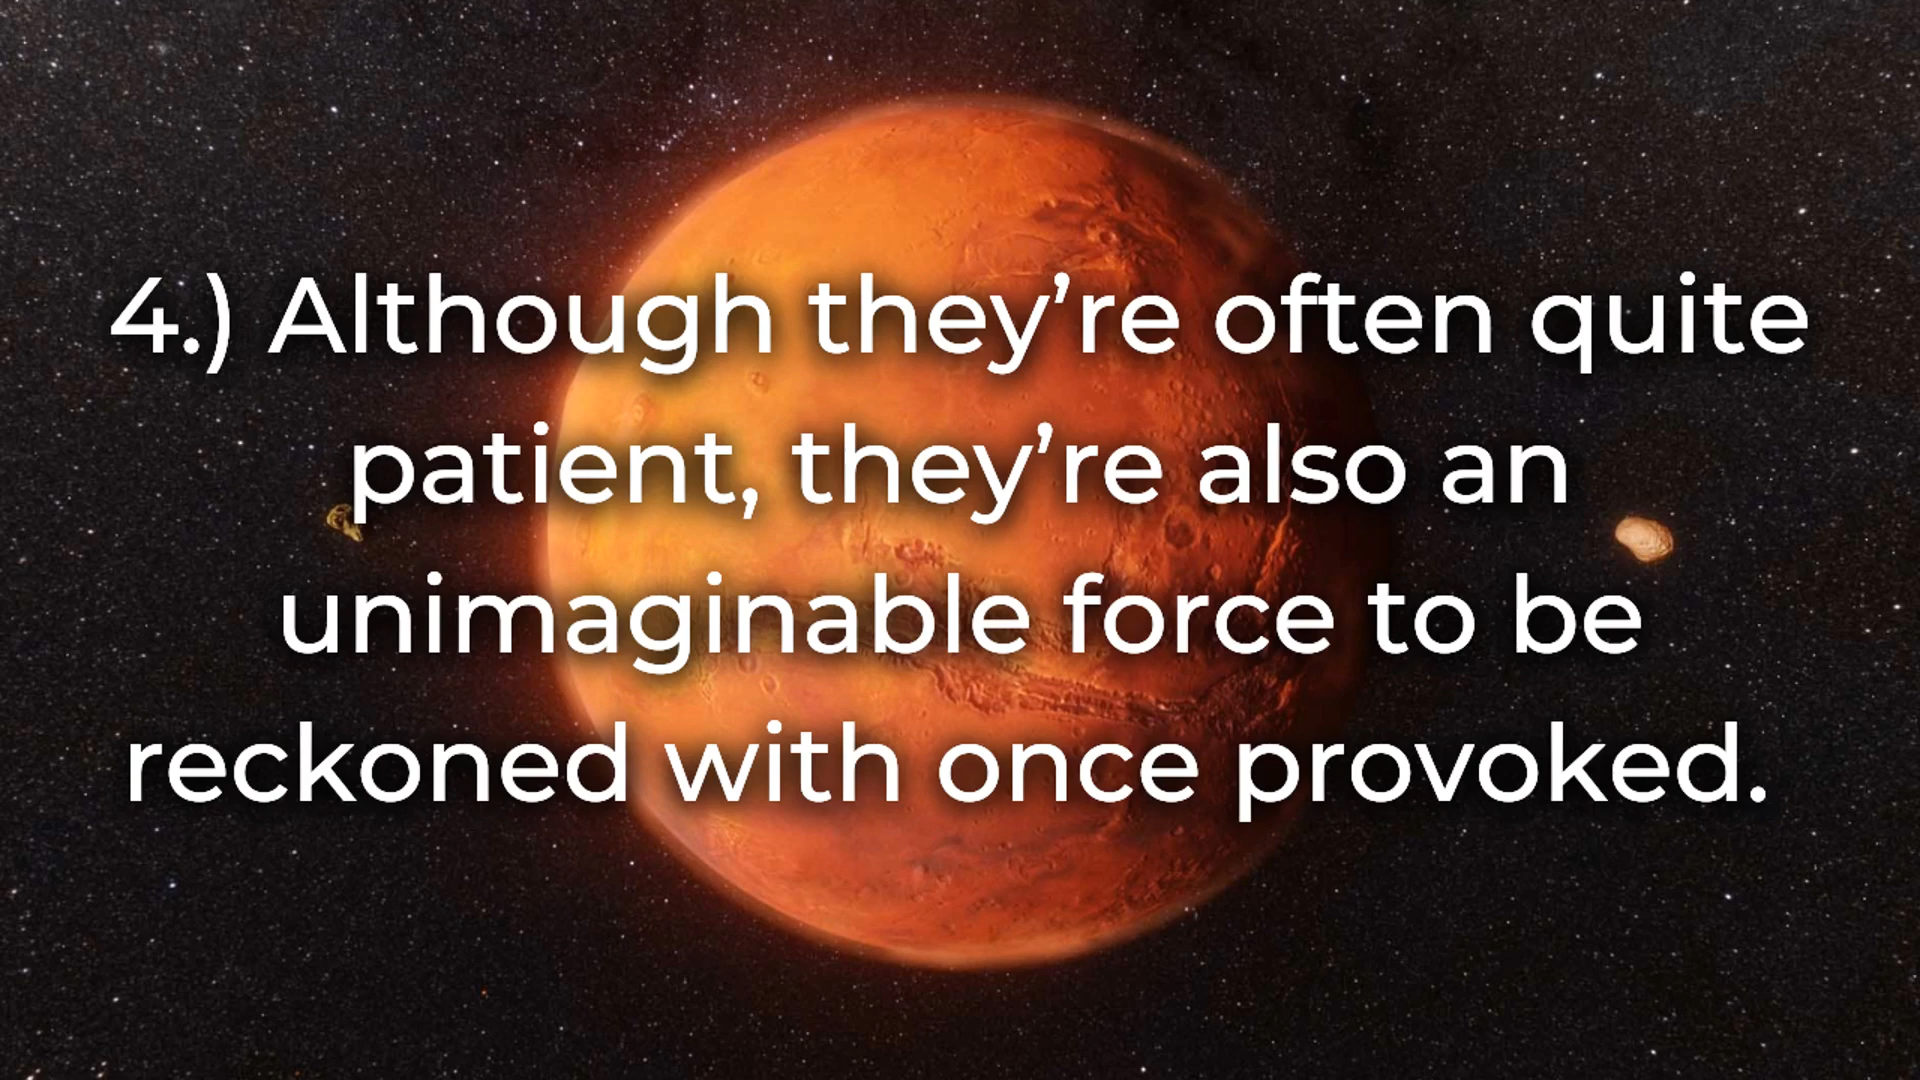 4.) Although they’re often quite
patient, they’re also an
unimaginable force to be
reckoned with once provoked.